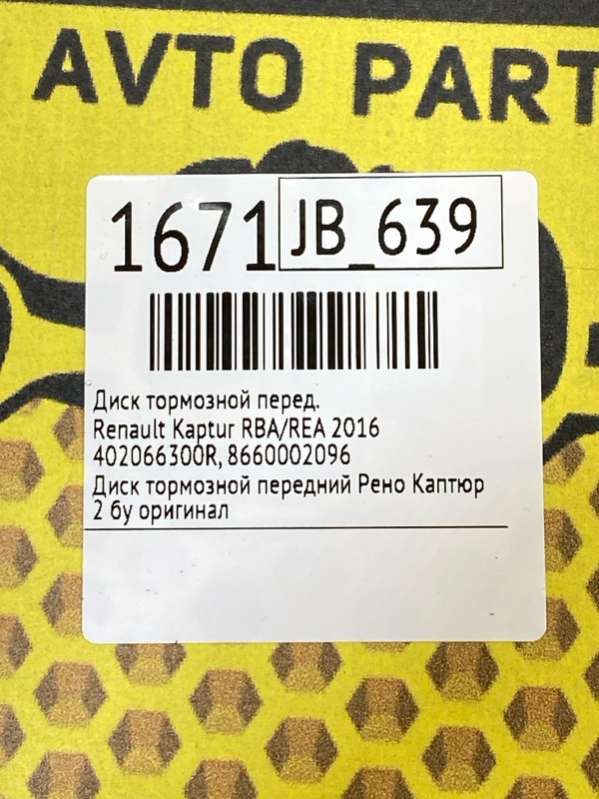 AVTO PART
1671 JB_639
Диск тормозной перед.
Renault Kaptur RBA/REA 2016
402066300R, 8660002096
Диск тормозной передний Рено Каптюр
2 бу оригинал